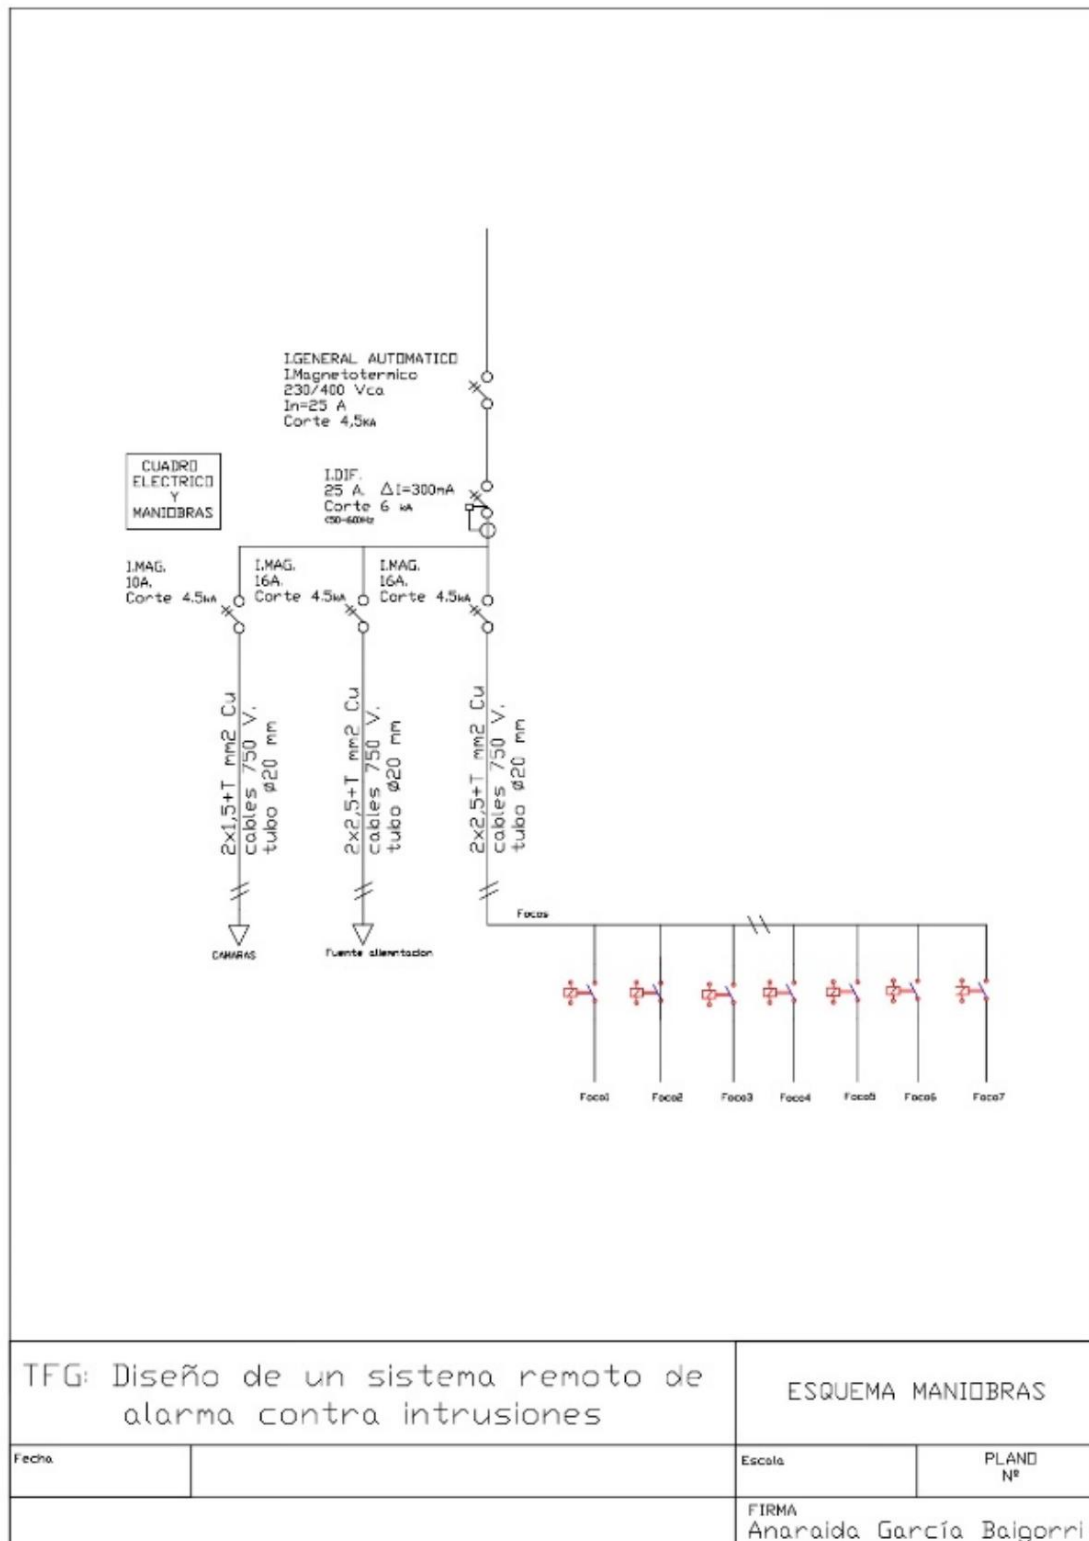 I.GENERAL AUTOMATICO
I.Magnetotermico
230/400 Vca
In=25 A
Corte 4,5kA
CUADRO
ELECTRICO
Y
MANIOBRAS
I.DIF.
25 A. ΔI=300mA
Corte 6 kA
I.MAG.
10A.
Corte 4.5kA
I.MAG.
16A.
Corte 4.5kA
I.MAG.
16A.
Corte 4.5kA
2x1,5+T mm2 Cu
cables 750 V.
tubo ø20 mm
2x2,5+T mm2 Cu
cables 750 V.
tubo ø20 mm
2x2,5+T mm2 Cu
cables 750 V.
tubo ø20 mm
CAMARAS
Fuente
Focos
Foco1
Foco2
Foco3
Foco4
Foco5
Foco6
Foco7
TFG: Diseño de un sistema remoto de
alarma contra intrusiones
ESQUEMA MANIOBRAS
Fecha
Escala
PLANO
Nº
FIRMA
Anaraida García Baigorri